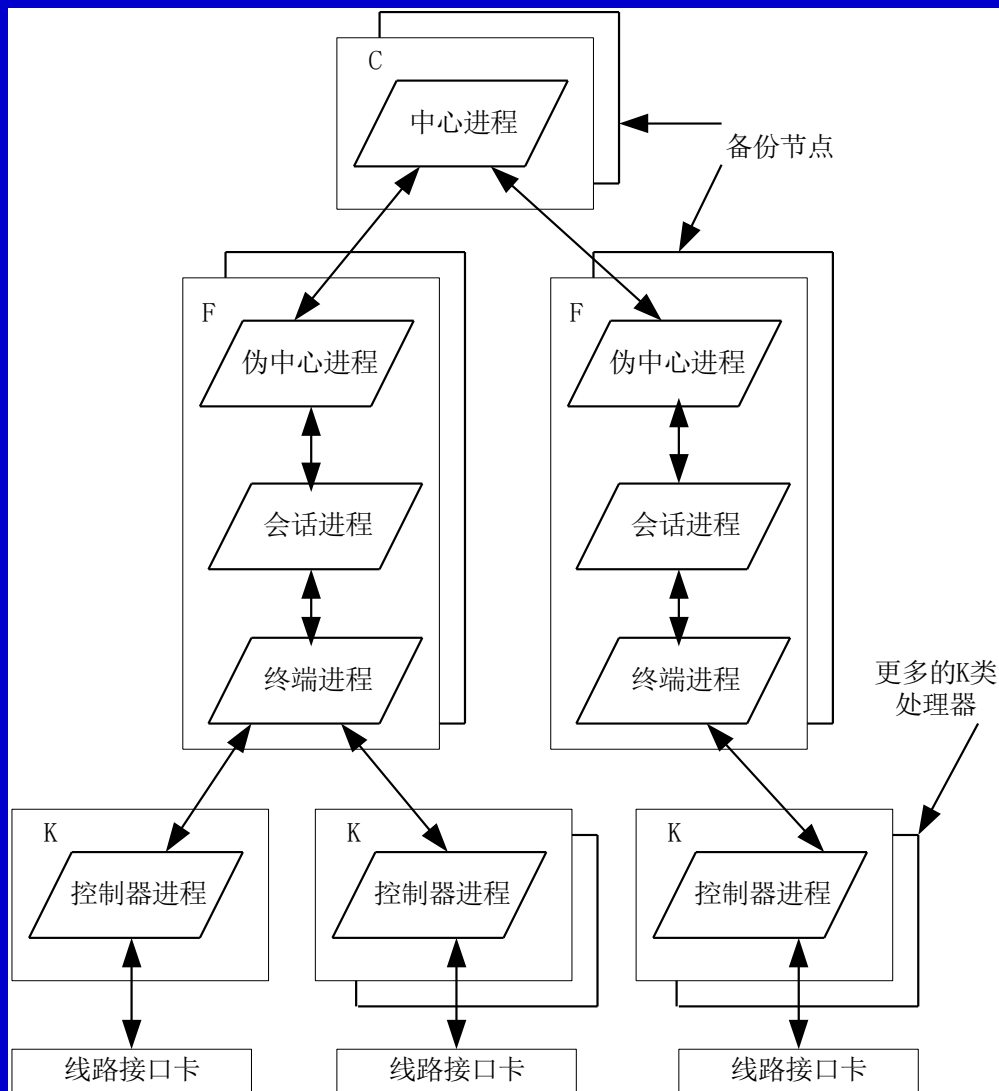 C
中心进程
备份节点
F
F
伪中心进程
伪中心进程
会话进程
会话进程
终端进程
终端进程
更多的K类
处理器
K
K
K
控制器进程
控制器进程
控制器进程
线路接口卡
线路接口卡
线路接口卡